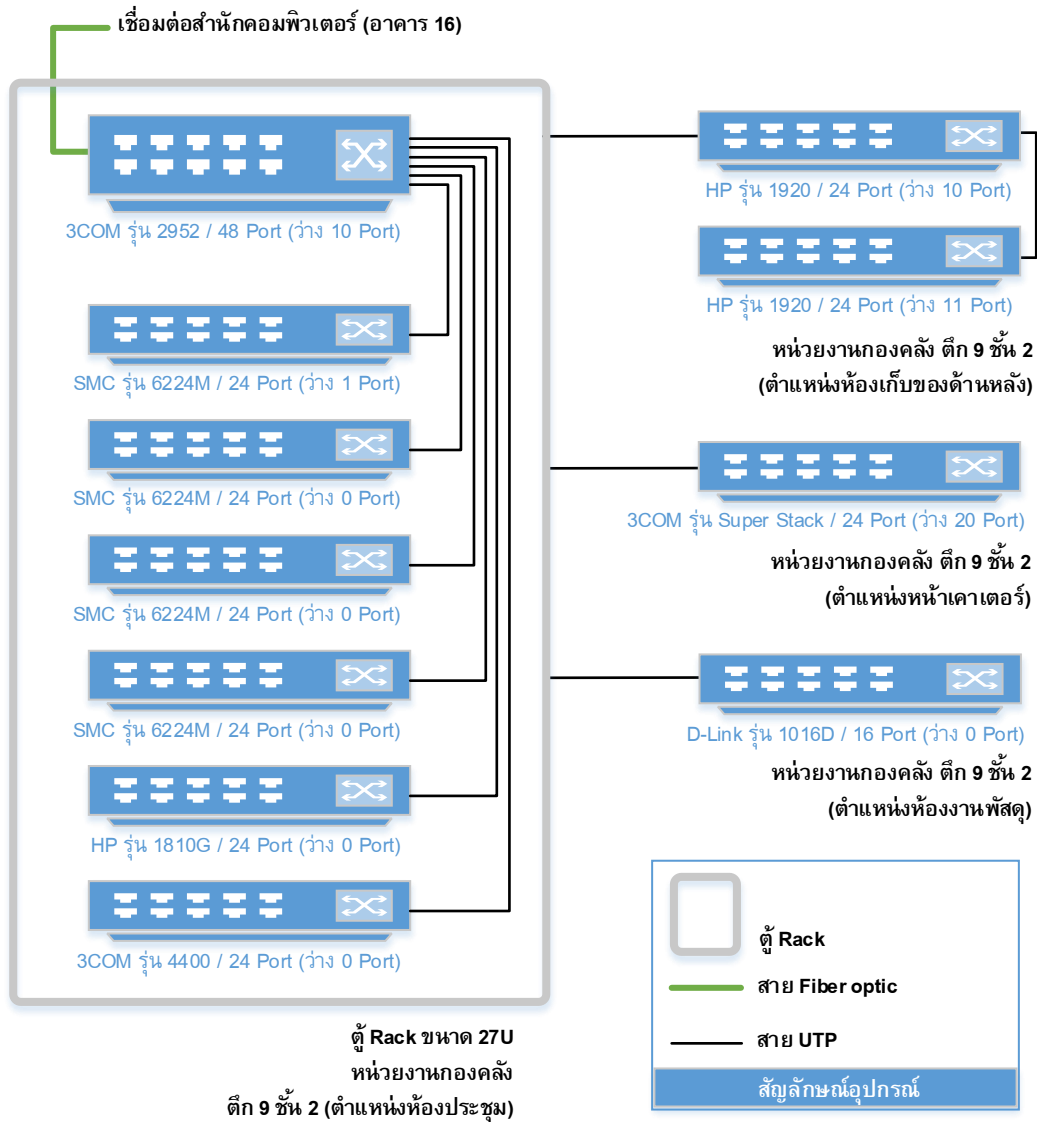 เชื่อมต่อสำนักคอมพิวเตอร์ (อาคาร 16)
3COM รุ่น 2952 / 48 Port (ว่าง 10 Port)
SMC รุ่น 6224M / 24 Port (ว่าง 1 Port)
SMC รุ่น 6224M / 24 Port (ว่าง 0 Port)
SMC รุ่น 6224M / 24 Port (ว่าง 0 Port)
SMC รุ่น 6224M / 24 Port (ว่าง 0 Port)
HP รุ่น 1810G / 24 Port (ว่าง 0 Port)
3COM รุ่น 4400 / 24 Port (ว่าง 0 Port)
ตู้ Rack ขนาด 27U
หน่วยงานกองคลัง
ตึก 9 ชั้น 2 (ตำแหน่งห้องประชุม)
HP รุ่น 1920 / 24 Port (ว่าง 10 Port)
HP รุ่น 1920 / 24 Port (ว่าง 11 Port)
หน่วยงานกองคลัง ตึก 9 ชั้น 2
(ตำแหน่งห้องเก็บของด้านหลัง)
3COM รุ่น Super Stack / 24 Port (ว่าง 20 Port)
หน่วยงานกองคลัง ตึก 9 ชั้น 2
(ตำแหน่งหน้าเคาเตอร์)
D-Link รุ่น 1016D / 16 Port (ว่าง 0 Port)
หน่วยงานกองคลัง ตึก 9 ชั้น 2
(ตำแหน่งห้องงานพัสดุ)
ตู้ Rack
สาย Fiber optic
สาย UTP
สัญลักษณ์อุปกรณ์